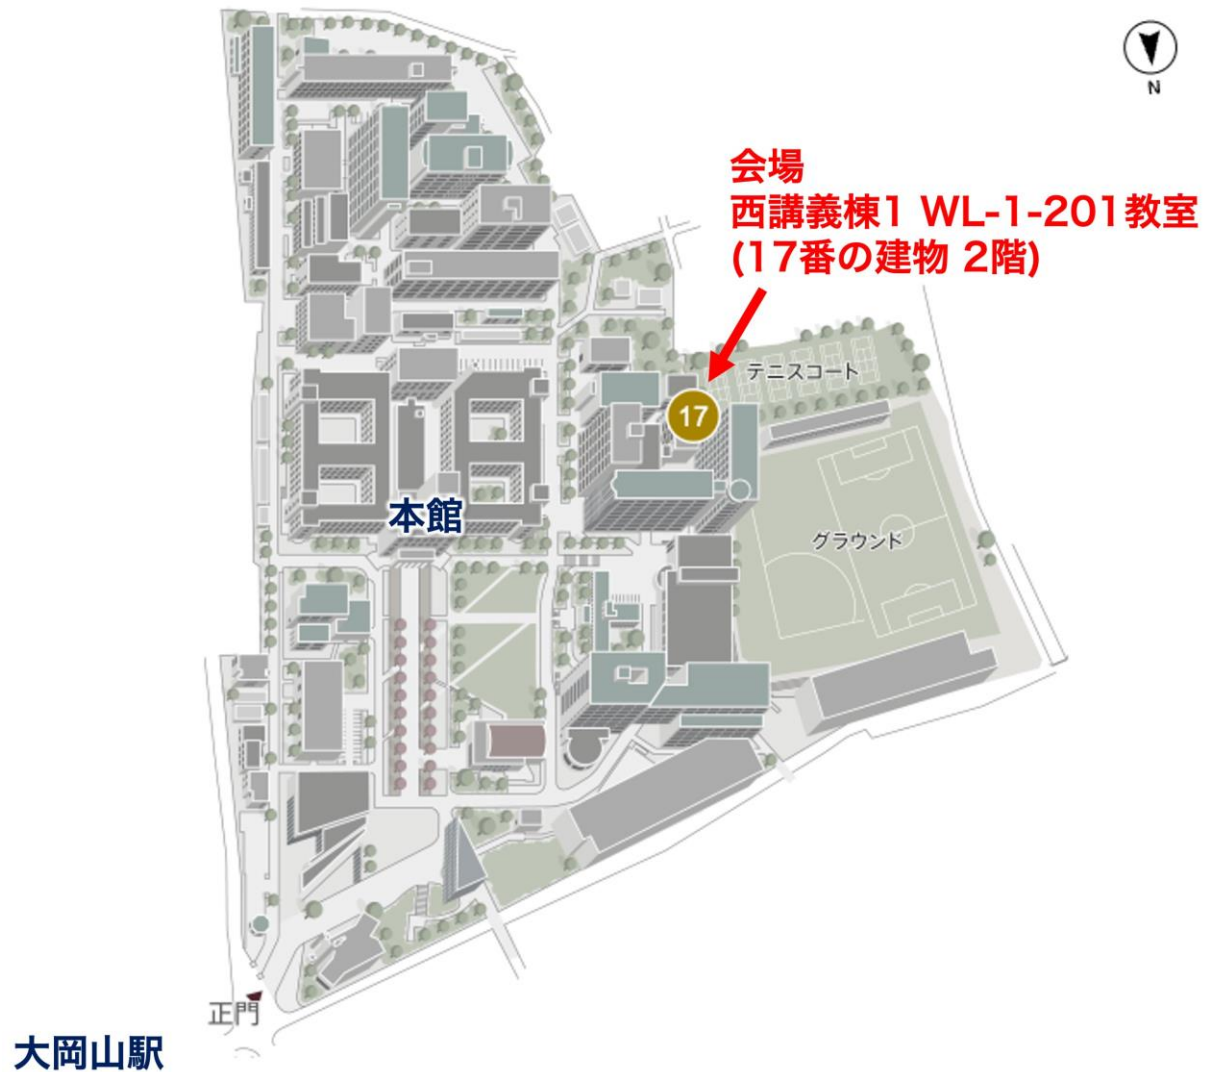 N
会場
西講義棟1 WL-1-201教室
(17番の建物 2階)
テニスコート
17
本館
グラウンド
正門
大岡山駅